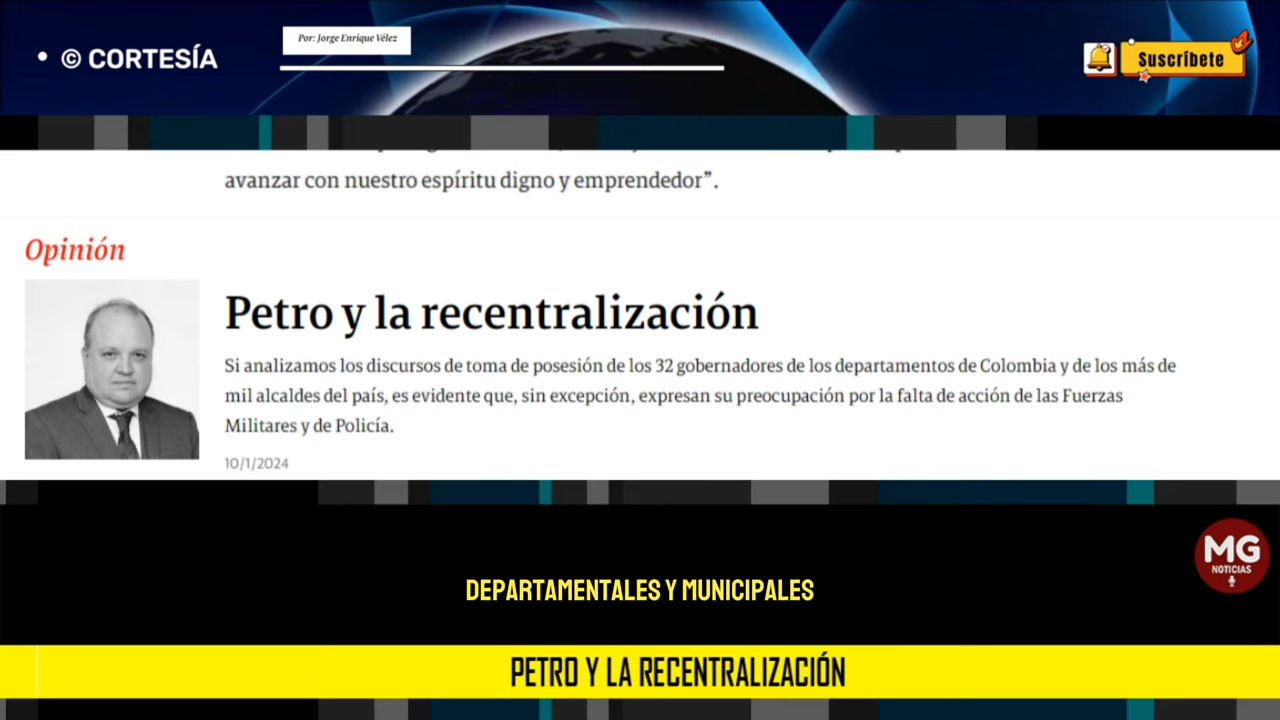 Por: Jorge Enrique Vélez
• © CORTESÍA
Suscríbete
avanzar con nuestro espíritu digno y emprendedor”.
Opinión
Petro y la recentralización
Si analizamos los discursos de toma de posesión de los 32 gobernadores de los departamentos de Colombia y de los más de
mil alcaldes del país, es evidente que, sin excepción, expresan su preocupación por la falta de acción de las Fuerzas
Militares y de Policía.
10/1/2024
MG
NOTICIAS
DEPARTAMENTALES Y MUNICIPALES
PETRO Y LA RECENTRALIZACIÓN